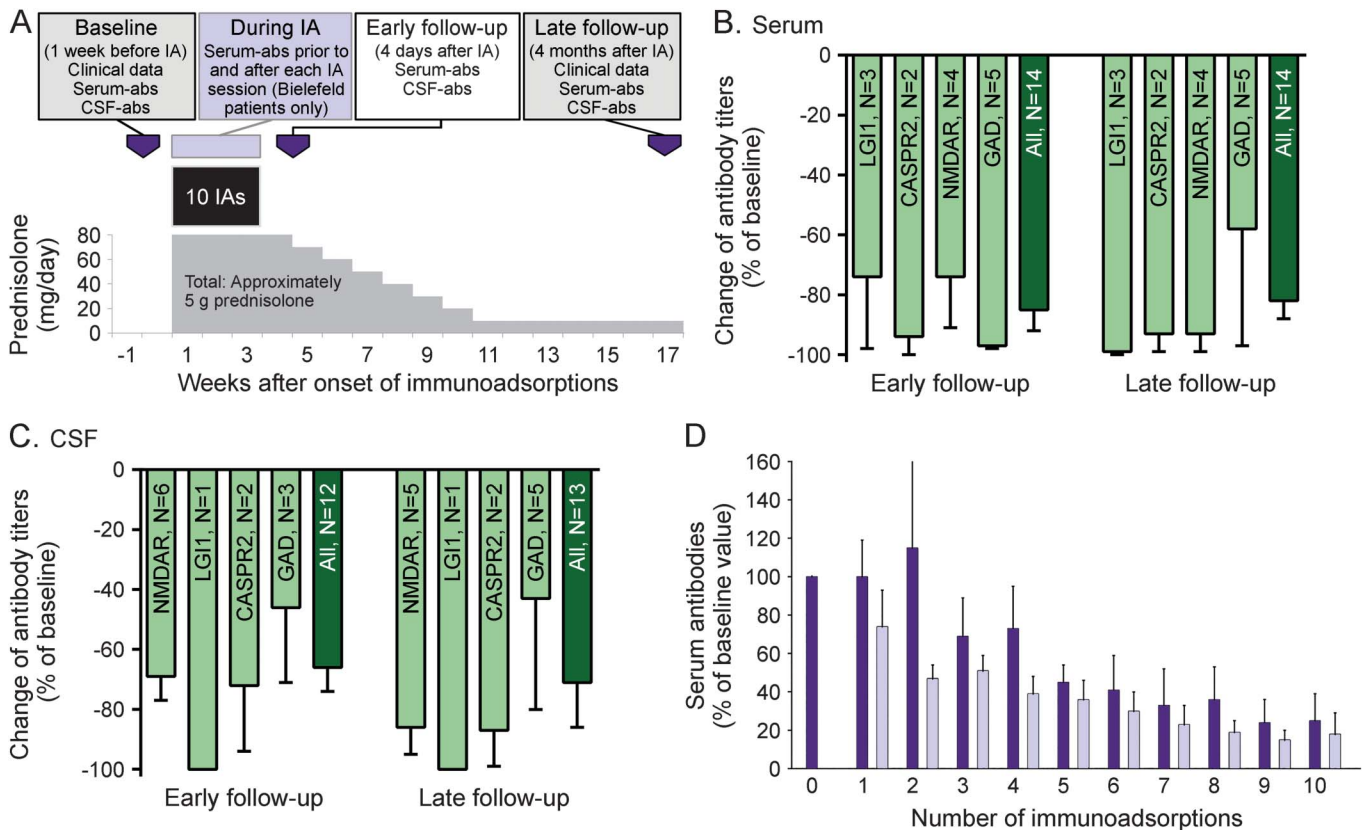 A
Baseline
(1 week before IA)
Clinical data
Serum-abs
CSF-abs
During IA
Serum-abs prior to
and after each IA
session (Bielefeld
patients only)
Early follow-up
(4 days after IA)
Serum-abs
CSF-abs
Late follow-up
(4 months after IA)
Clinical data
Serum-abs
CSF-abs
10 IAs
Prednisolone
(mg/day)
80
60
40
20
0
Total: Approximately
5 g prednisolone
-1 1 3 5 7 9 11 13 15 17
Weeks after onset of immunoadsorptions
B. Serum
Change of antibody titers
(% of baseline)
0
-20
-40
-60
-80
-100
LGI1, N=3
CASPR2, N=2
NMDAR, N=4
GAD, N=5
All, N=14
LGI1, N=3
CASPR2, N=2
NMDAR, N=4
GAD, N=5
All, N=14
Early follow-up Late follow-up
C. CSF
Change of antibody titers
(% of baseline)
0
-20
-40
-60
-80
-100
NMDAR, N=6
LGI1, N=1
CASPR2, N=2
GAD, N=3
All, N=12
NMDAR, N=5
LGI1, N=1
CASPR2, N=2
GAD, N=5
All, N=13
Early follow-up Late follow-up
D
Serum antibodies
(% of baseline value)
160
140
120
100
80
60
40
20
0
0 1 2 3 4 5 6 7 8 9 10
Number of immunoadsorptions